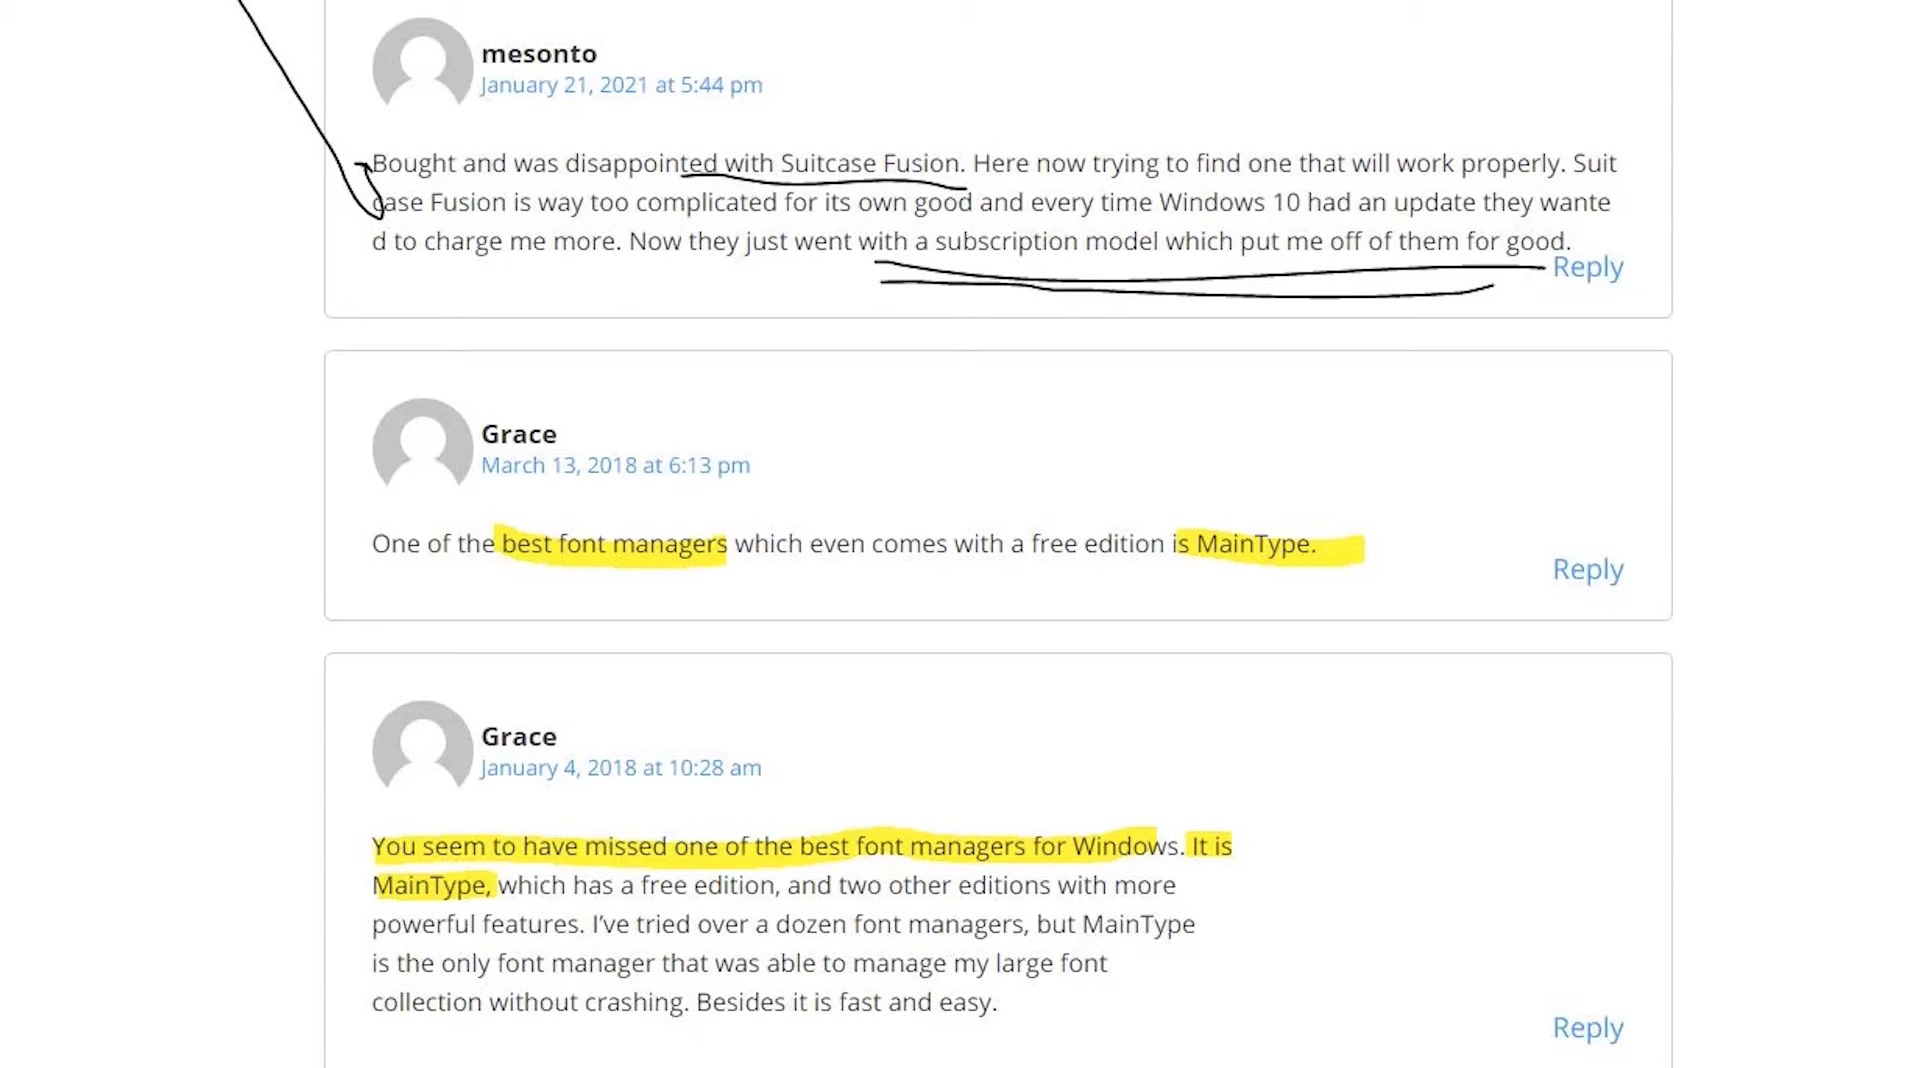 mesonto
January 21, 2021 at 5:44 pm
Bought and was disappointed with Suitcase Fusion. Here now trying to find one that will work properly. Suit
case Fusion is way too complicated for its own good and every time Windows 10 had an update they wante
d to charge me more. Now they just went with a subscription model which put me off of them for good.
Reply
Grace
March 13, 2018 at 6:13 pm
One of the best font managers which even comes with a free edition is MainType.
Reply
Grace
January 4, 2018 at 10:28 am
You seem to have missed one of the best font managers for Windows. It is
MainType, which has a free edition, and two other editions with more
powerful features. I’ve tried over a dozen font managers, but MainType
is the only font manager that was able to manage my large font
collection without crashing. Besides it is fast and easy.
Reply